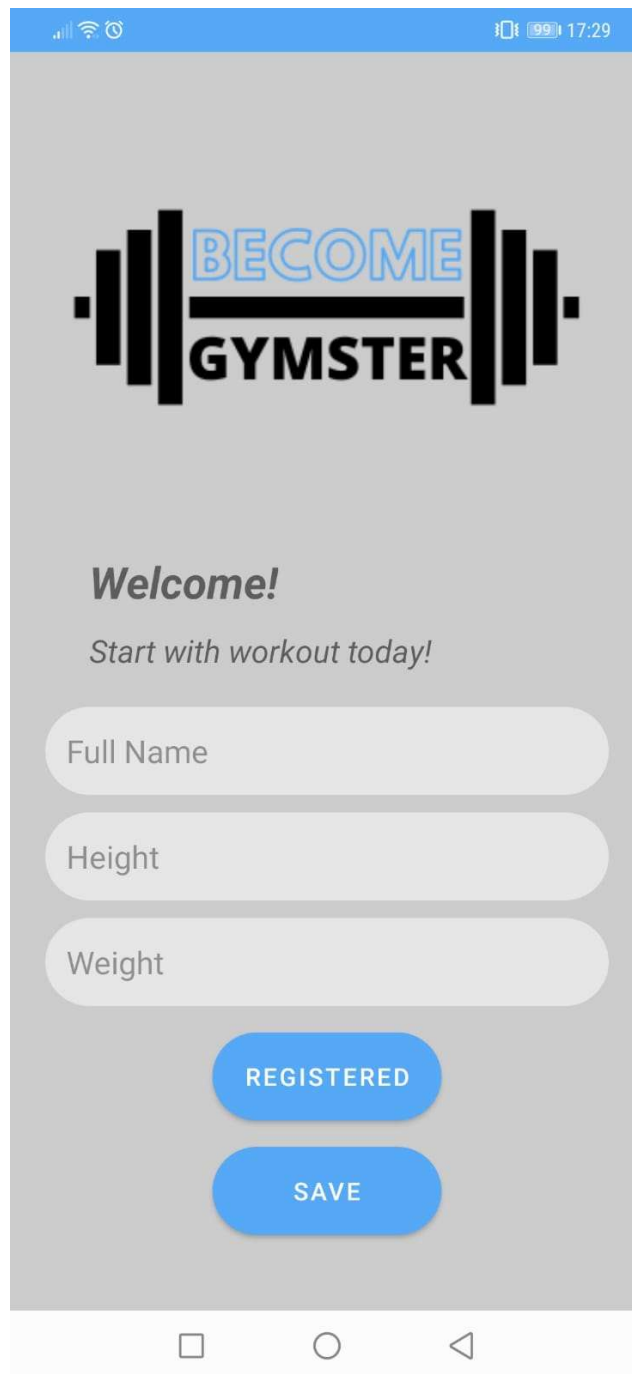 99 17:29
BECOME
GYMSTER
Welcome!
Start with workout today!
Full Name
Height
Weight
REGISTERED
SAVE